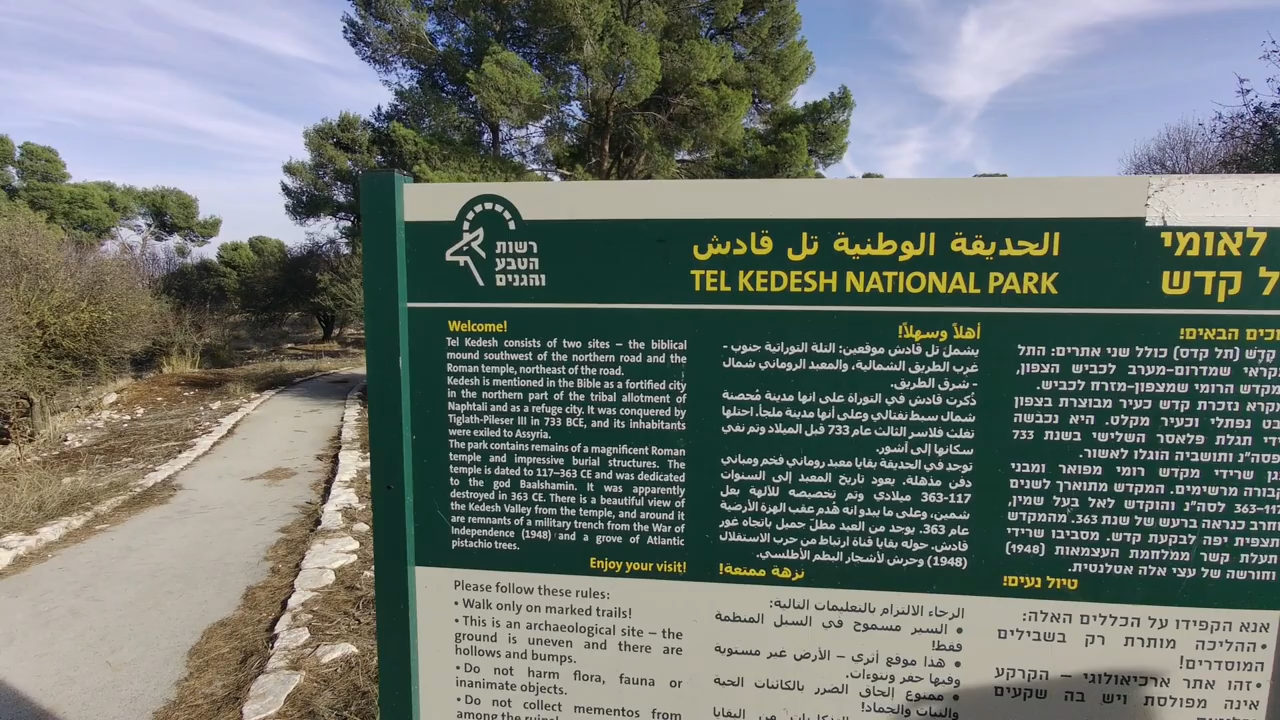 רשות
הטבע
והגנים
الحديقة الوطنية تل قادش
TEL KEDESH NATIONAL PARK
לאומי
ל קדש
Welcome!
Tel Kedesh consists of two sites – the biblical
mound southwest of the northern road and the
Roman temple, northeast of the road.
Kedesh is mentioned in the Bible as a fortified city
in the northern part of the tribal allotment of
Naphtali and as a refuge city. It was conquered by
Tiglath-Pileser III in 733 BCE, and its inhabitants
were exiled to Assyria.
The park contains remains of a magnificent Roman
temple and impressive burial structures. The
temple is dated to 117–363 CE and was dedicated
to the god Baalshamin. It was apparently
destroyed in 363 CE. There is a beautiful view of
the Kedesh Valley from the temple, and around it
are remnants of a military trench from the War of
Independence (1948) and a grove of Atlantic
pistachio trees.
Enjoy your visit!
أهلاً وسهلاً!
يشمل تل قادش موقعين: التلة التوراتية جنوب -
غرب الطريق الشمالية، والمعبد الروماني شمال
- شرق الطريق.
ذُكرت قادش في التوراة على انها مدينة مُحصنة
شمال سبط نفتالي وعلى أنها مدينة ملجأ. احتلها
تغلث فلاسر الثالث عام 733 قبل الميلاد وتم نفي
سكانها إلى أشور.
توجد في الحديقة بقايا معبد روماني فخم ومباني
دفن مذهلة. يعود تاريخ المعبد إلى السنوات
363-117 ميلادي وتم تخصيصه للآلهة بعل
شمين، وعلى ما يبدو انه هُدم عقب الهزة الأرضية
عام 363. يوجد من العبد مطلّ جميل باتجاه غور
قادش. حوله بقايا قناة ارتباط من حرب الاستقلال
(1948) وحرش لأشجار البطم الأطلسي.
نزهة ممتعة!
הבאים!
(תל קדס) כולל שני אתרים: התל
שמדרום-מערב לכביש הצפון,
מקדש הרומי שמצפון-מזרח לכביש.
נזכרת קדש כעיר מבוצרת בצפון
נפתלי וכעיר מקלט. היא נכבשה
תגלת פלאסר השלישי בשנת 733
ותושביה הוגלו לאשור.
שרידי מקדש רומי מפואר ומבני
מרשימים. המקדש מתוארך לשנים
לסה"נ והוקדש לאל בעל שמין,
כנראה ברעש של שנת 363. מהמקדש
יפה לבקעת קדש. מסביבו שרידי
תעלת קשר ממלחמת העצמאות (1948)
וחורשה של עצי אלה אטלנטית.
טיול נעים!
Please follow these rules:
• Walk only on marked trails!
• This is an archaeological site – the
ground is uneven and there are
hollows and bumps.
• Do not harm flora, fauna or
inanimate objects.
• Do not collect mementos from
among the ruins
الرجاء الالتزام بالتعليمات التالية:
• السير مسموح في السبل المنظمة
فقط!
• هذا موقع أثري – الأرض غير مستوية
وفيها حفر ونتوءات.
• ممنوع إلحاق الضرر بالكائنات الحية
والنبات والجماد!
אנא הקפידו על הכללים האלה:
• ההליכה מותרת רק בשבילים
המוסדרים!
• זהו אתר ארכיאולוגי – הקרקע
אינה מפולסת ויש בה שקעים